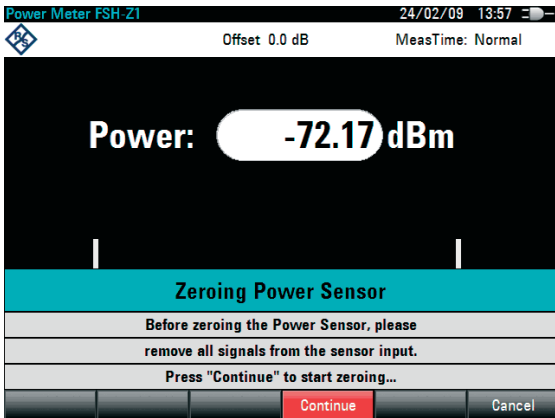 Power Meter FSH-Z1 24/02/09 13:57
R&S Offset 0.0 dB MeasTime: Normal
Power: -72.17 dBm
Zeroing Power Sensor
Before zeroing the Power Sensor, please
remove all signals from the sensor input.
Press "Continue" to start zeroing...
Continue Cancel